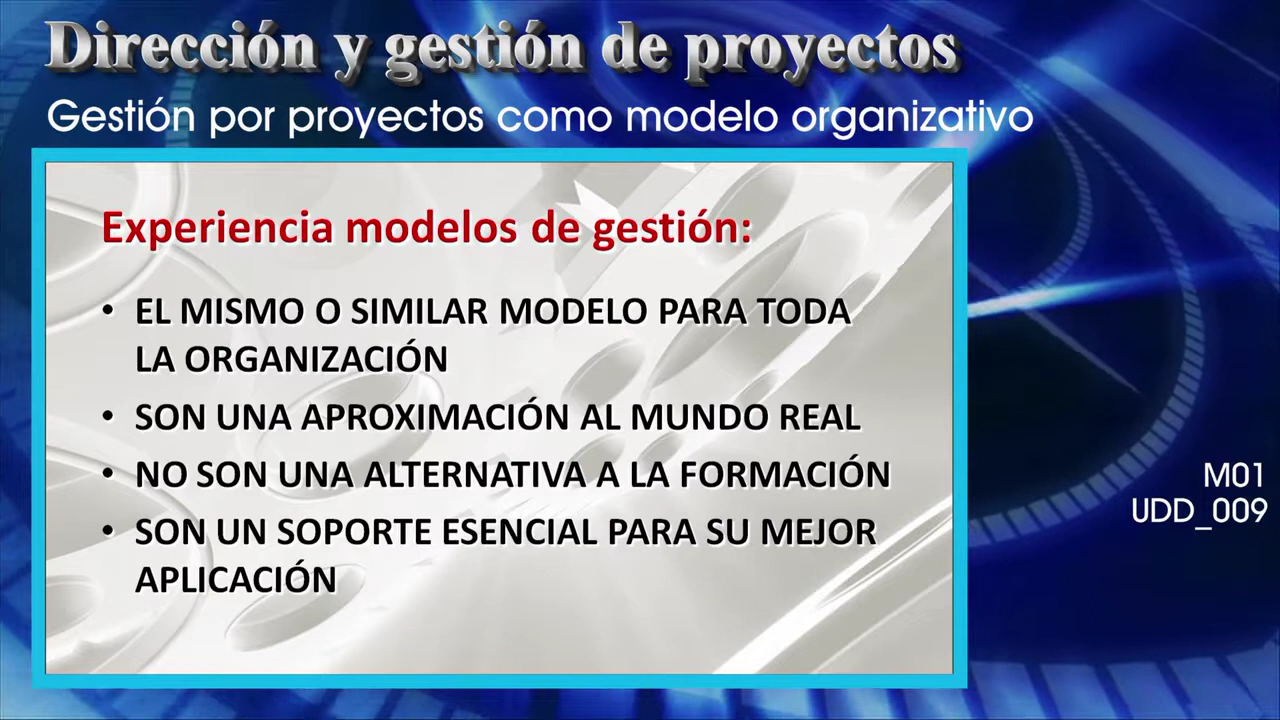 Dirección y gestión de proyectos
Gestión por proyectos como modelo organizativo
Experiencia modelos de gestión:
• EL MISMO O SIMILAR MODELO PARA TODA
LA ORGANIZACIÓN
• SON UNA APROXIMACIÓN AL MUNDO REAL
• NO SON UNA ALTERNATIVA A LA FORMACIÓN
• SON UN SOPORTE ESENCIAL PARA SU MEJOR
APLICACIÓN
M01
UDD_009